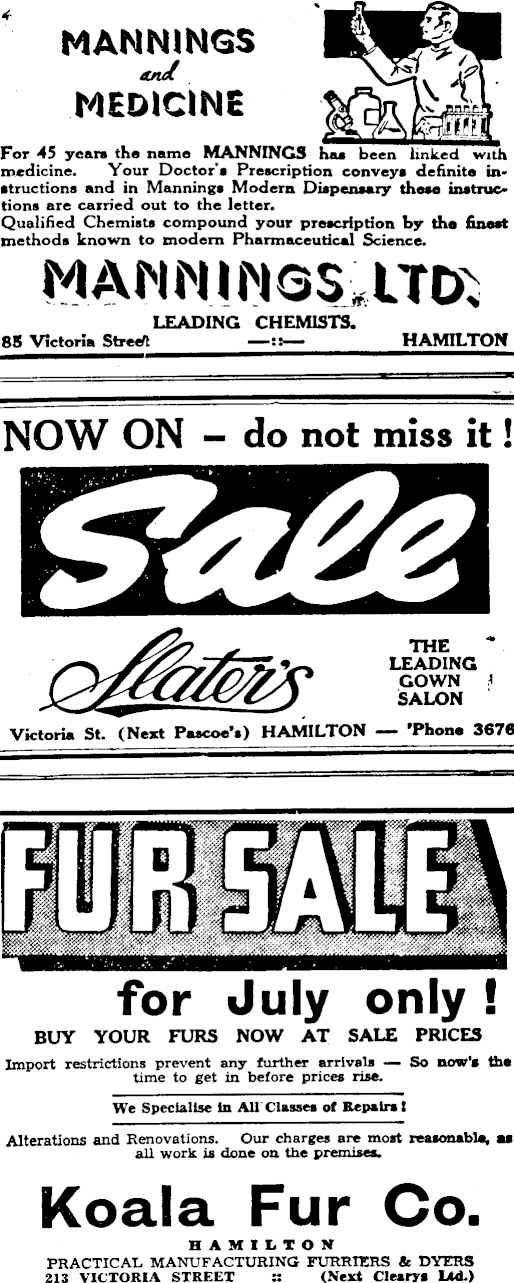 MANNINGS
and
MEDICINE
For 45 years the name MANNINGS has been linked with
medicine. Your Doctor's Prescription conveys definite in-
structions and in Mannings Modern Dispensary these instruc-
tions are carried out to the letter.
Qualified Chemists compound your prescription by the finest
methods known to modern Pharmaceutical Science.
MANNINGS LTD.
LEADING CHEMISTS.
85 Victoria Street —::— HAMILTON
NOW ON – do not miss it !
Sale
Slater's
THE
LEADING
GOWN
SALON
Victoria St. (Next Pascoe's) HAMILTON — 'Phone 3676
FUR SALE
for July only !
BUY YOUR FURS NOW AT SALE PRICES
Import restrictions prevent any further arrivals — So now's the
time to get in before prices rise.
We Specialise in All Classes of Repairs !
Alterations and Renovations. Our charges are most reasonable, as
all work is done on the premises.
Koala Fur Co.
HAMILTON
PRACTICAL MANUFACTURING FURRIERS & DYERS
213 VICTORIA STREET :: (Next Clearys Ltd.)